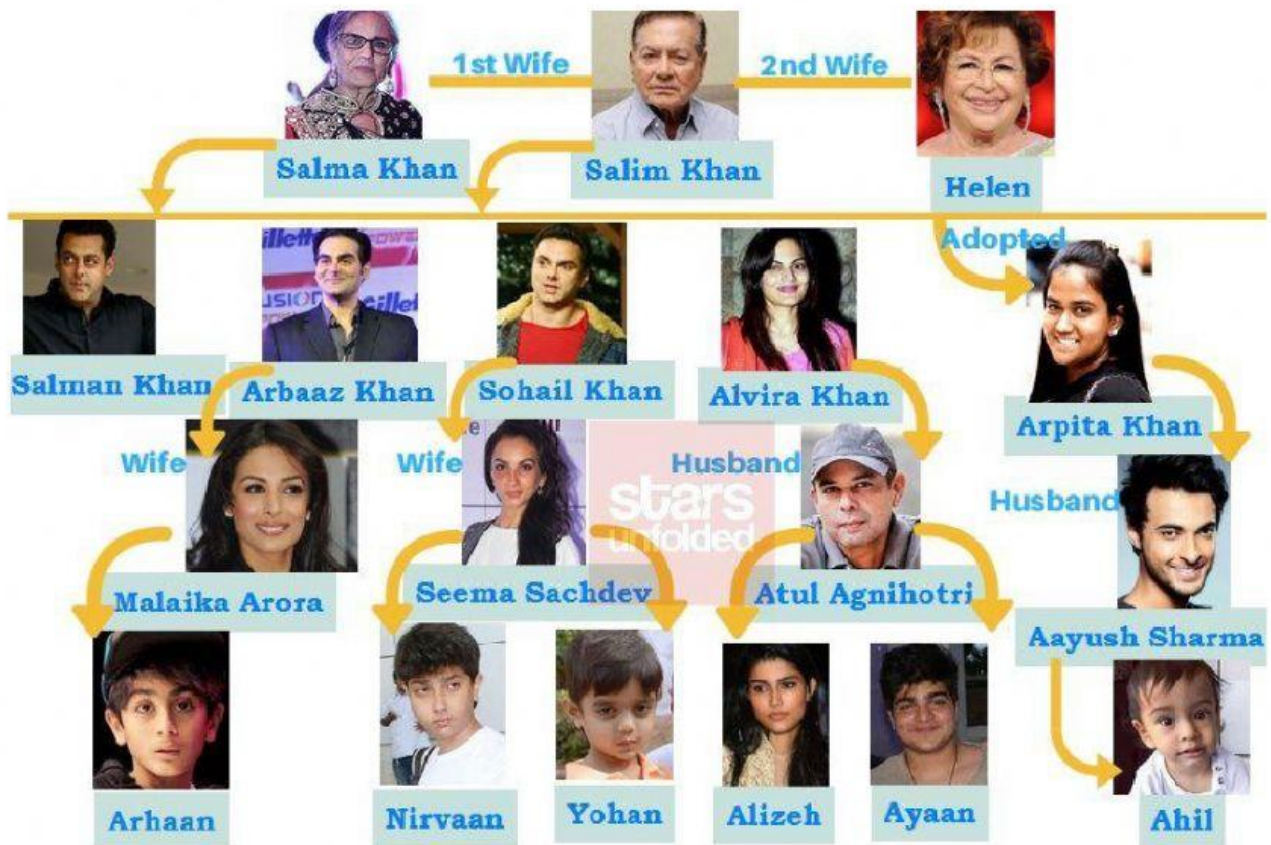 1st Wife
2nd Wife
Salma Khan
Salim Khan
Helen
Adopted
Salman Khan
Arbaaz Khan
Sohail Khan
Alvira Khan
Arpita Khan
Wife
Wife
Husband
Husband
stars
unfolded
Malaika Arora
Seema Sachdev
Atul Agnihotri
Aayush Sharma
Arhaan
Nirvaan
Yohan
Alizeh
Ayaan
Ahil